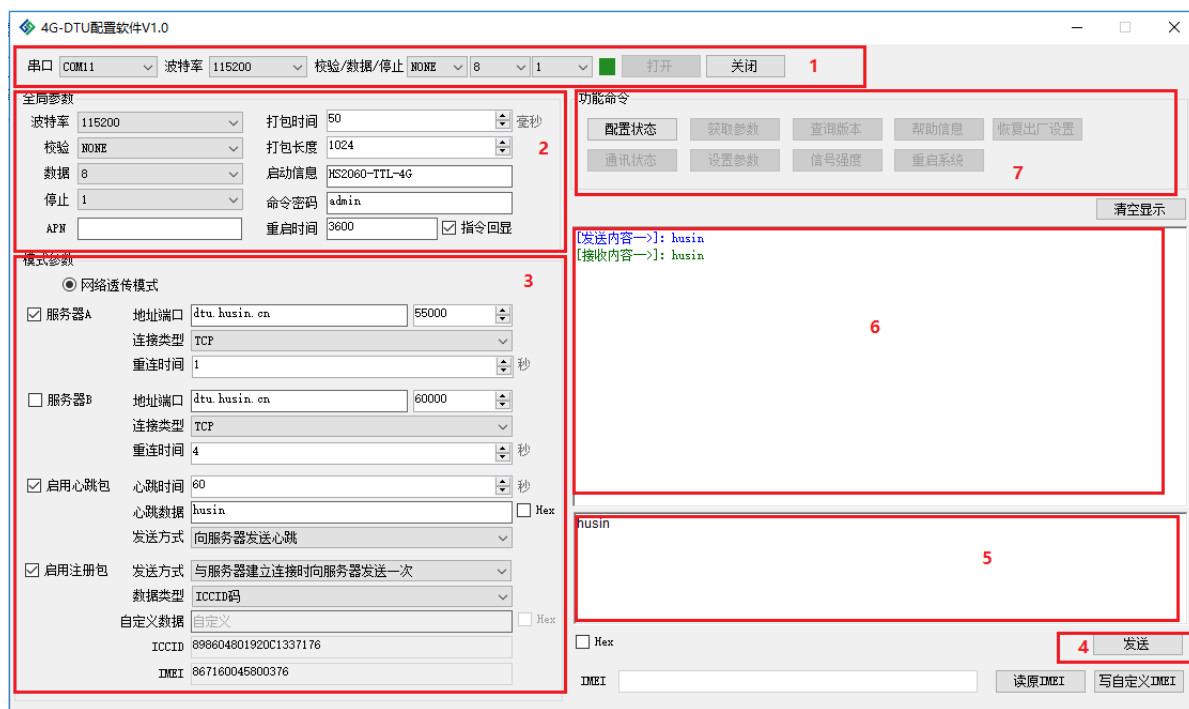 4G-DTU配置软件V1.0
串口 COM11 波特率 115200 校验/数据/停止 NONE 8 1 打开 关闭 1
全局参数
波特率 115200 打包时间 50 毫秒
校验 NONE 打包长度 1024 2
数据 8 启动信息 HS2060-TTL-4G
停止 1 命令密码 admin
APN 重启时间 3600 指令回显
模式参数
网络透传模式 3
服务器A 地址端口 dtu.husin.cn 55000
连接类型 TCP
重连时间 1 秒
服务器B 地址端口 dtu.husin.cn 60000
连接类型 TCP
重连时间 4 秒
启用心跳包 心跳时间 60 秒
心跳数据 husin Hex
发送方式 向服务器发送心跳
启用注册包 发送方式 与服务器建立连接时向服务器发送一次
数据类型 ICCID码
自定义数据 自定义 Hex
ICCID 898604801920C1337176
IMEI 867160045800376
功能命令
配置状态 获取参数 查询版本 帮助信息 恢复出厂设置
通讯状态 设置参数 信号强度 重启系统
7
清空显示
[发送内容—>]: husin
[接收内容—>]: husin
6
husin
5
Hex 4 发送
IMEI 读原IMEI 写自定义IMEI